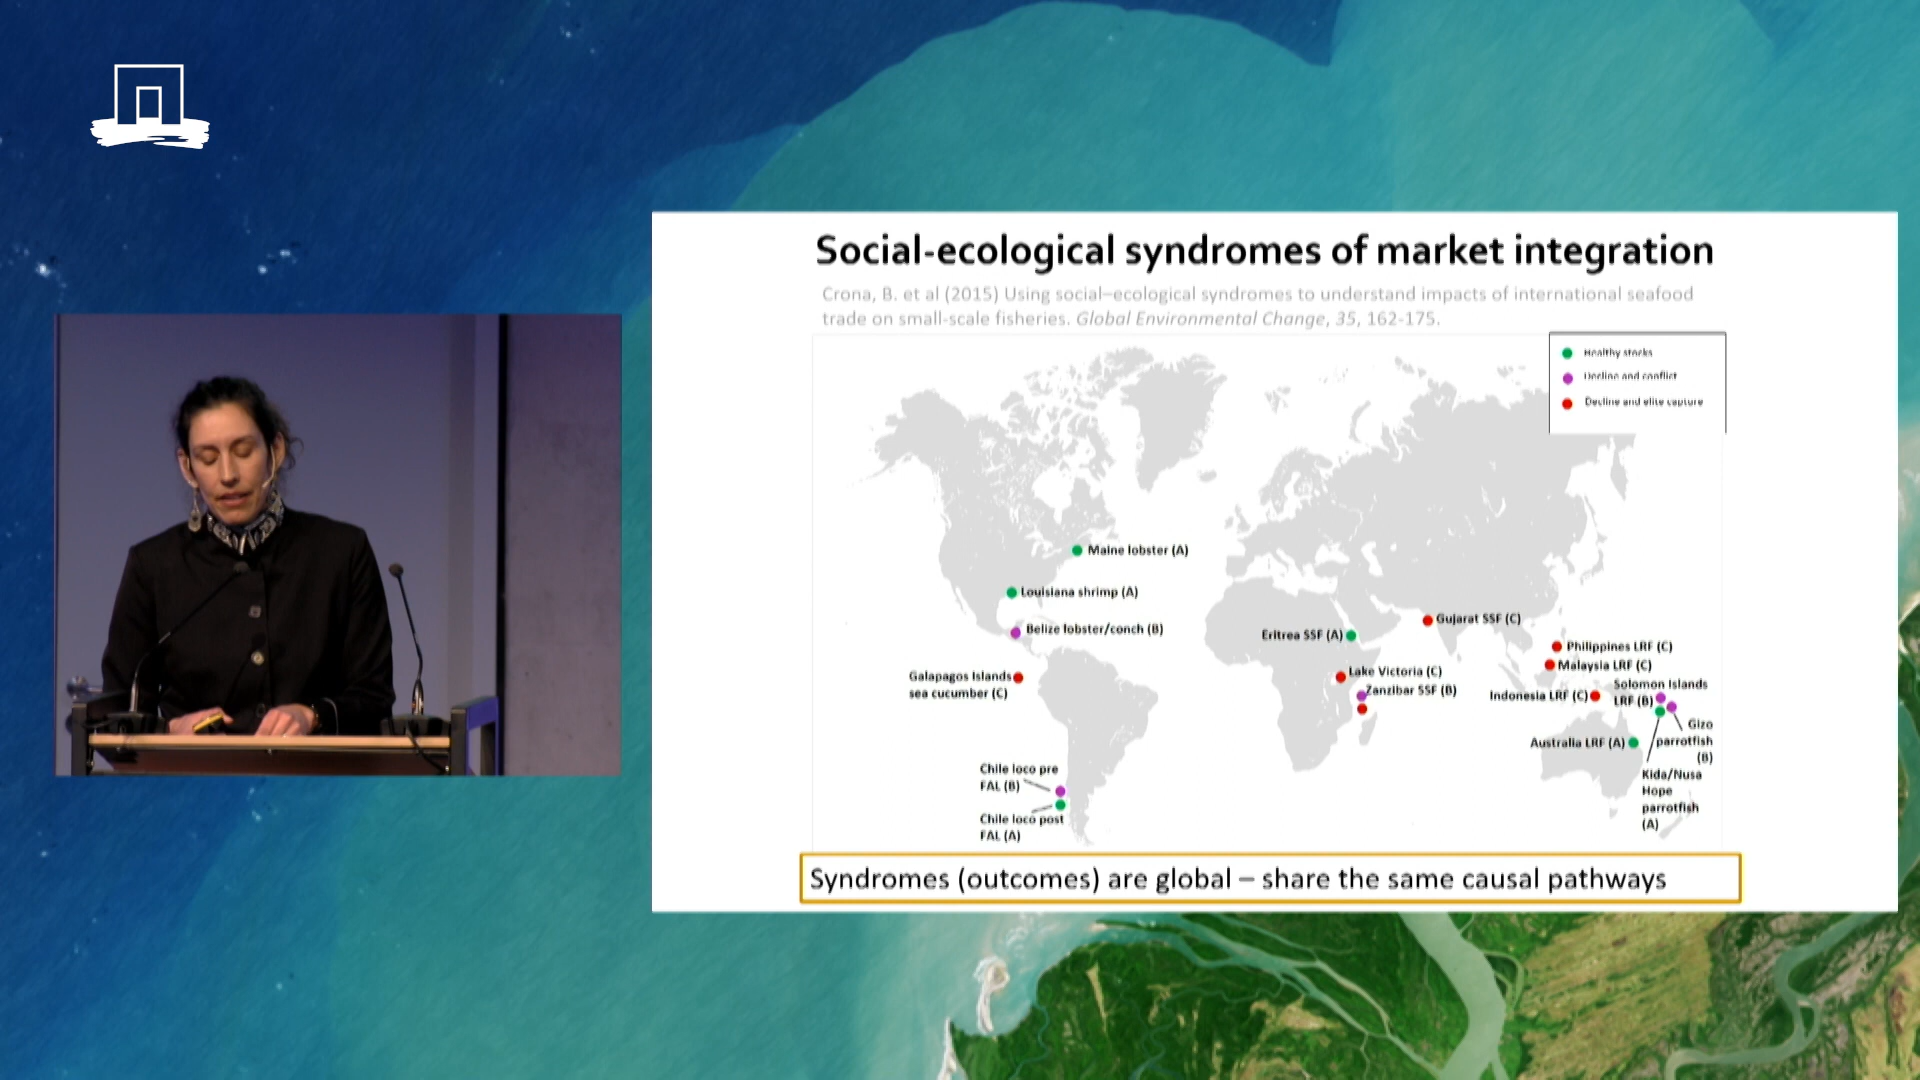 Social-ecological syndromes of market integration
Crona, B. et al (2015) Using social–ecological syndromes to understand impacts of international seafood
trade on small-scale fisheries. Global Environmental Change, 35, 162-175.
Healthy stocks
Decline and conflict
Decline and elite capture
Maine lobster (A)
Louisiana shrimp (A)
Belize lobster/conch (B)
Galapagos Islands
sea cucumber (C)
Chile loco pre
FAL (B)
Chile loco post
FAL (A)
Eritrea SSF (A)
Gujarat SSF (C)
Lake Victoria (C)
Zanzibar SSF (B)
Philippines LRF (C)
Malaysia LRF (C)
Indonesia LRF (C)
Solomon Islands
LRF (B)
Australia LRF (A)
Gizo
parrotfish
(B)
Kida/Nusa
Hope
parrotfish
(A)
Syndromes (outcomes) are global – share the same causal pathways